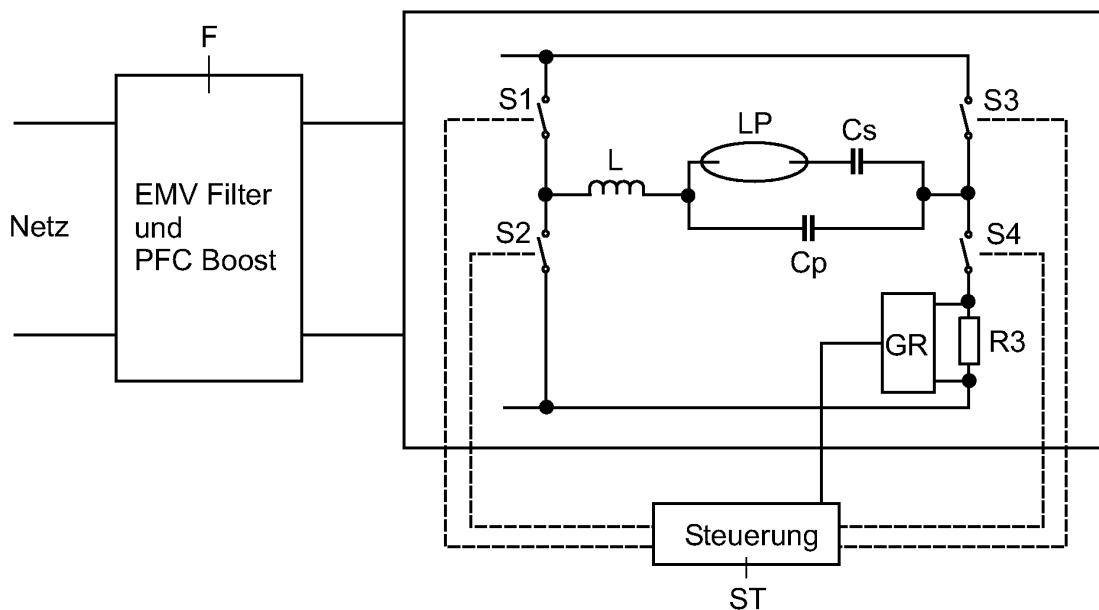 F
S1
LP
Cs
S3
L
EMV Filter
und
PFC Boost
Netz
S2
Cp
S4
GR
R3
Steuerung
ST